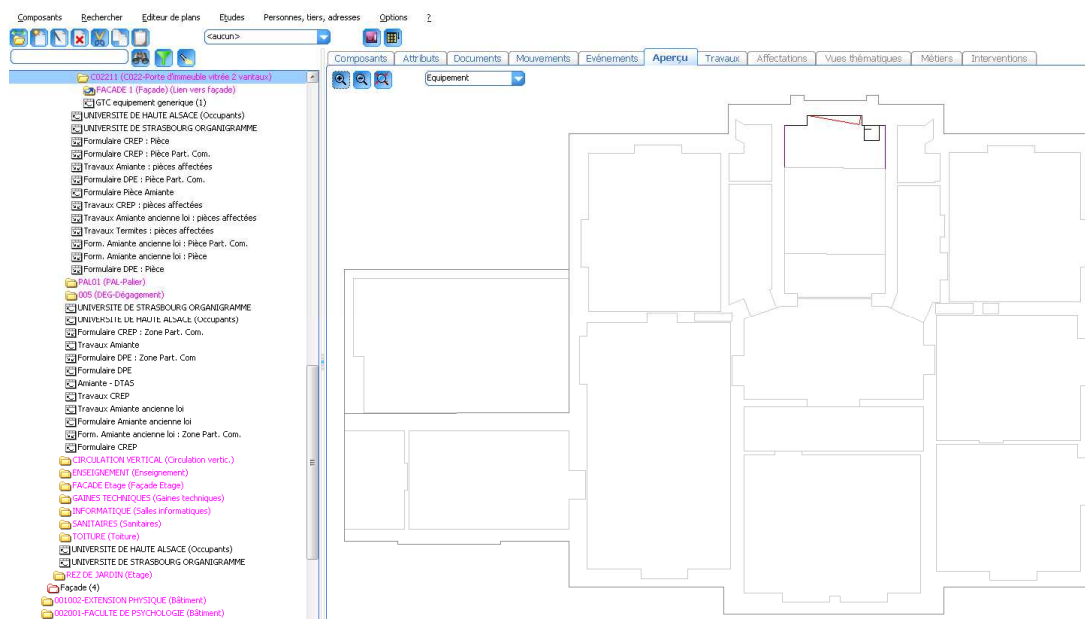 Composants Rechercher Editeur de plans Etudes Personnes, tiers, adresses Options ?
<aucun>
Composants Attributs Documents Mouvements Evénements Aperçu Travaux Affectations Vues thématiques Métiers Interventions
Equipement
C02211 (C022-Porte d'immeuble vitrée 2 vantaux)
FACADE 1 (Façade) (Lien vers façade)
GTC equipement generique (1)
UNIVERSITE DE HAUTE ALSACE (Occupants)
UNIVERSITE DE STRASBOURG ORGANIGRAMME
Formulaire CREP : Pièce
Formulaire CREP : Pièce Part. Com.
Travaux Amiante : pièces affectées
Formulaire DPE : Pièce Part. Com.
Formulaire Pièce Amiante
Travaux CREP : pièces affectées
Travaux Amiante ancienne loi : pièces affectées
Travaux Termites : pièces affectées
Form. Amiante ancienne loi : Pièce Part. Com.
Form. Amiante ancienne loi : Pièce
Formulaire DPE : Pièce
PAL01 (PAL-Palier)
005 (DEG-Dégagement)
UNIVERSITE DE STRASBOURG ORGANIGRAMME
UNIVERSITE DE HAUTE ALSACE (Occupants)
Formulaire CREP : Zone Part. Com.
Travaux Amiante
Formulaire DPE : Zone Part. Com
Formulaire DPE
Amiante - DTAS
Travaux CREP
Travaux Amiante ancienne loi
Formulaire Amiante ancienne loi
Form. Amiante ancienne loi : Zone Part. Com.
Formulaire CREP
CIRCULATION VERTICAL (Circulation vertic.)
ENSEIGNEMENT (Enseignement)
FACADE Etage (Façade Etage)
GAINES TECHNIQUES (Gaines techniques)
INFORMATIQUE (Salles informatiques)
SANITAIRES (Sanitaires)
TOITURE (Toiture)
UNIVERSITE DE HAUTE ALSACE (Occupants)
UNIVERSITE DE STRASBOURG ORGANIGRAMME
REZ DE JARDIN (Etage)
Façade (4)
001002-EXTENSION PHYSIQUE (Bâtiment)
002001-FACULTE DE PSYCHOLOGIE (Bâtiment)